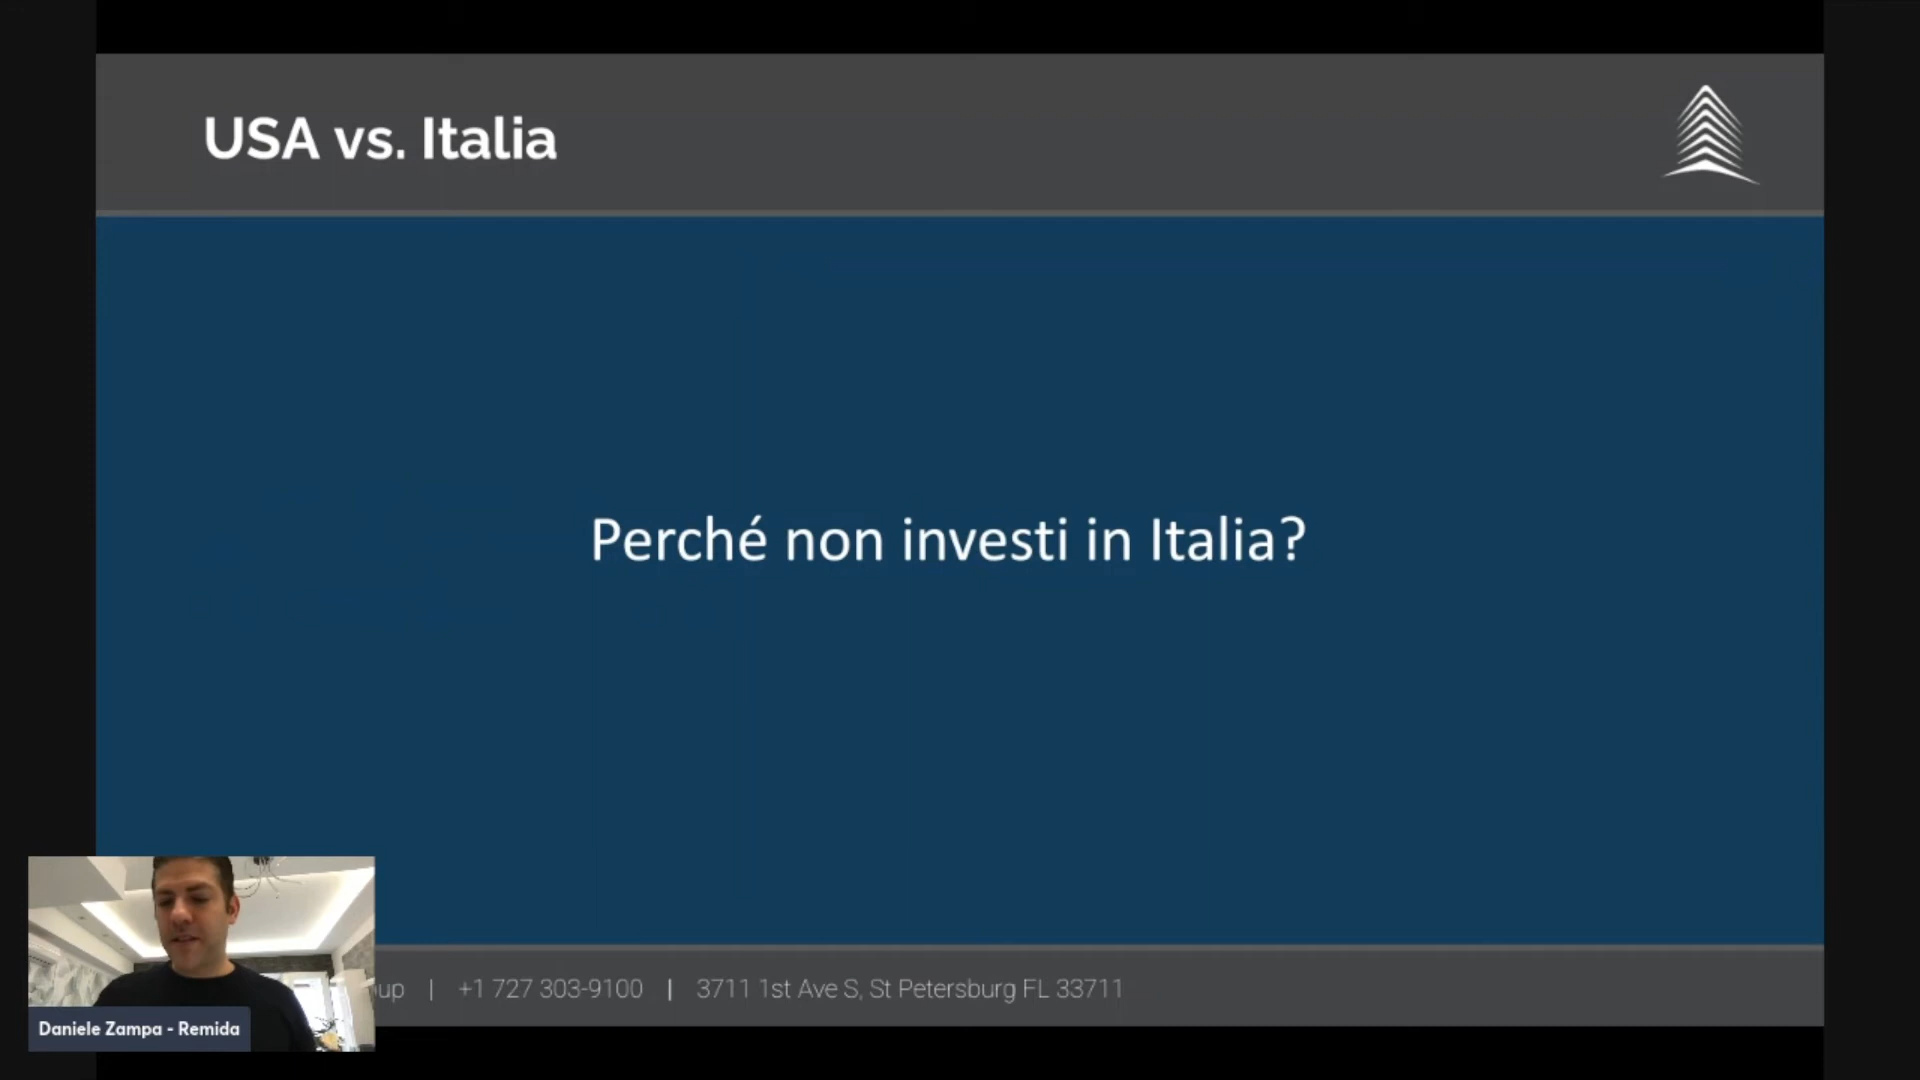 USA vs. Italia
Perché non investi in Italia?
up | +1 727 303-9100 | 3711 1st Ave S, St Petersburg FL 33711
Daniele Zampa - Remida